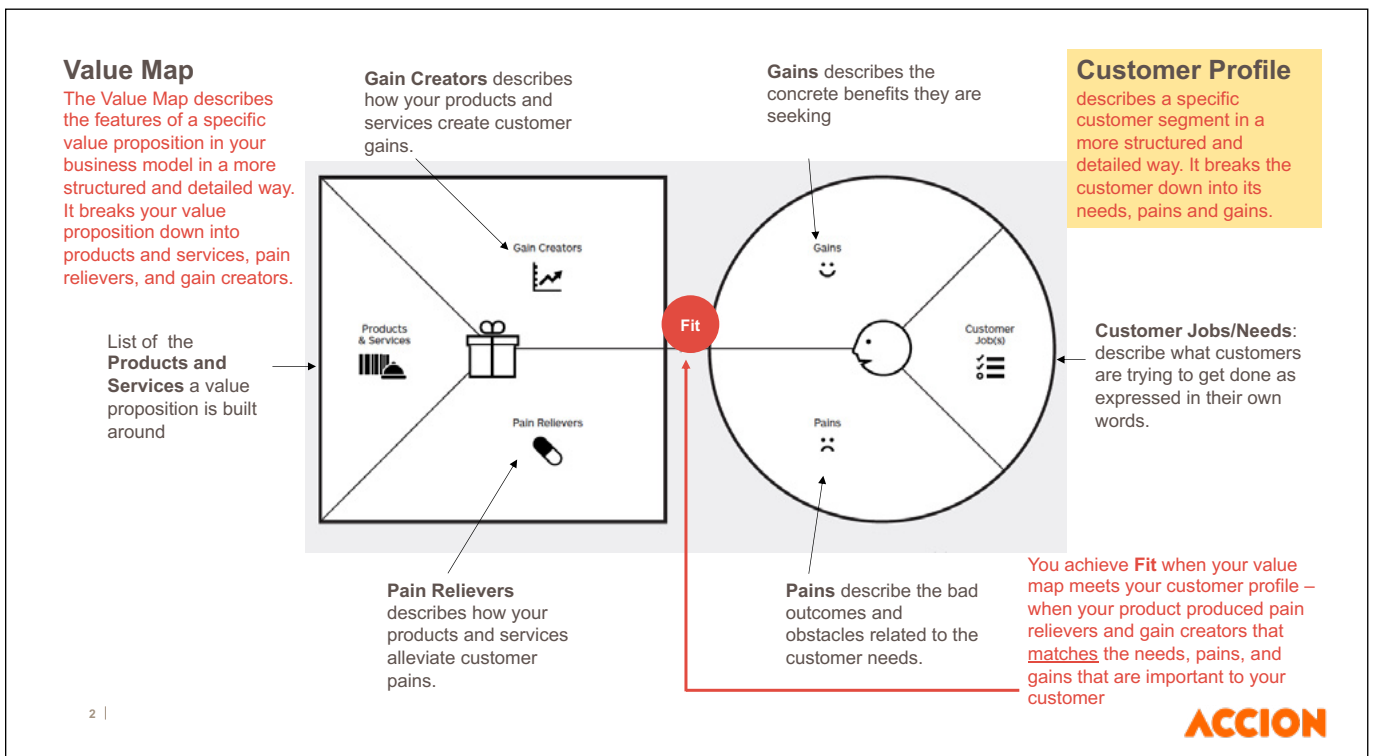 Value Map
The Value Map describes
the features of a specific
value proposition in your
business model in a more
structured and detailed way.
It breaks your value
proposition down into
products and services, pain
relievers, and gain creators.
Gain Creators describes
how your products and
services create customer
gains.
Gains describes the
concrete benefits they are
seeking
Customer Profile
describes a specific
customer segment in a
more structured and
detailed way. It breaks the
customer down into its
needs, pains and gains.
List of the
Products and
Services a value
proposition is built
around
Products
& Services
Gain Creators
Pain Relievers
Fit
Gains
Pains
Customer
Job(s)
Customer Jobs/Needs:
describe what customers
are trying to get done as
expressed in their own
words.
Pain Relievers
describes how your
products and services
alleviate customer
pains.
Pains describe the bad
outcomes and
obstacles related to the
customer needs.
You achieve Fit when your value
map meets your customer profile –
when your product produced pain
relievers and gain creators that
matches the needs, pains, and
gains that are important to your
customer
2 |
ACCION